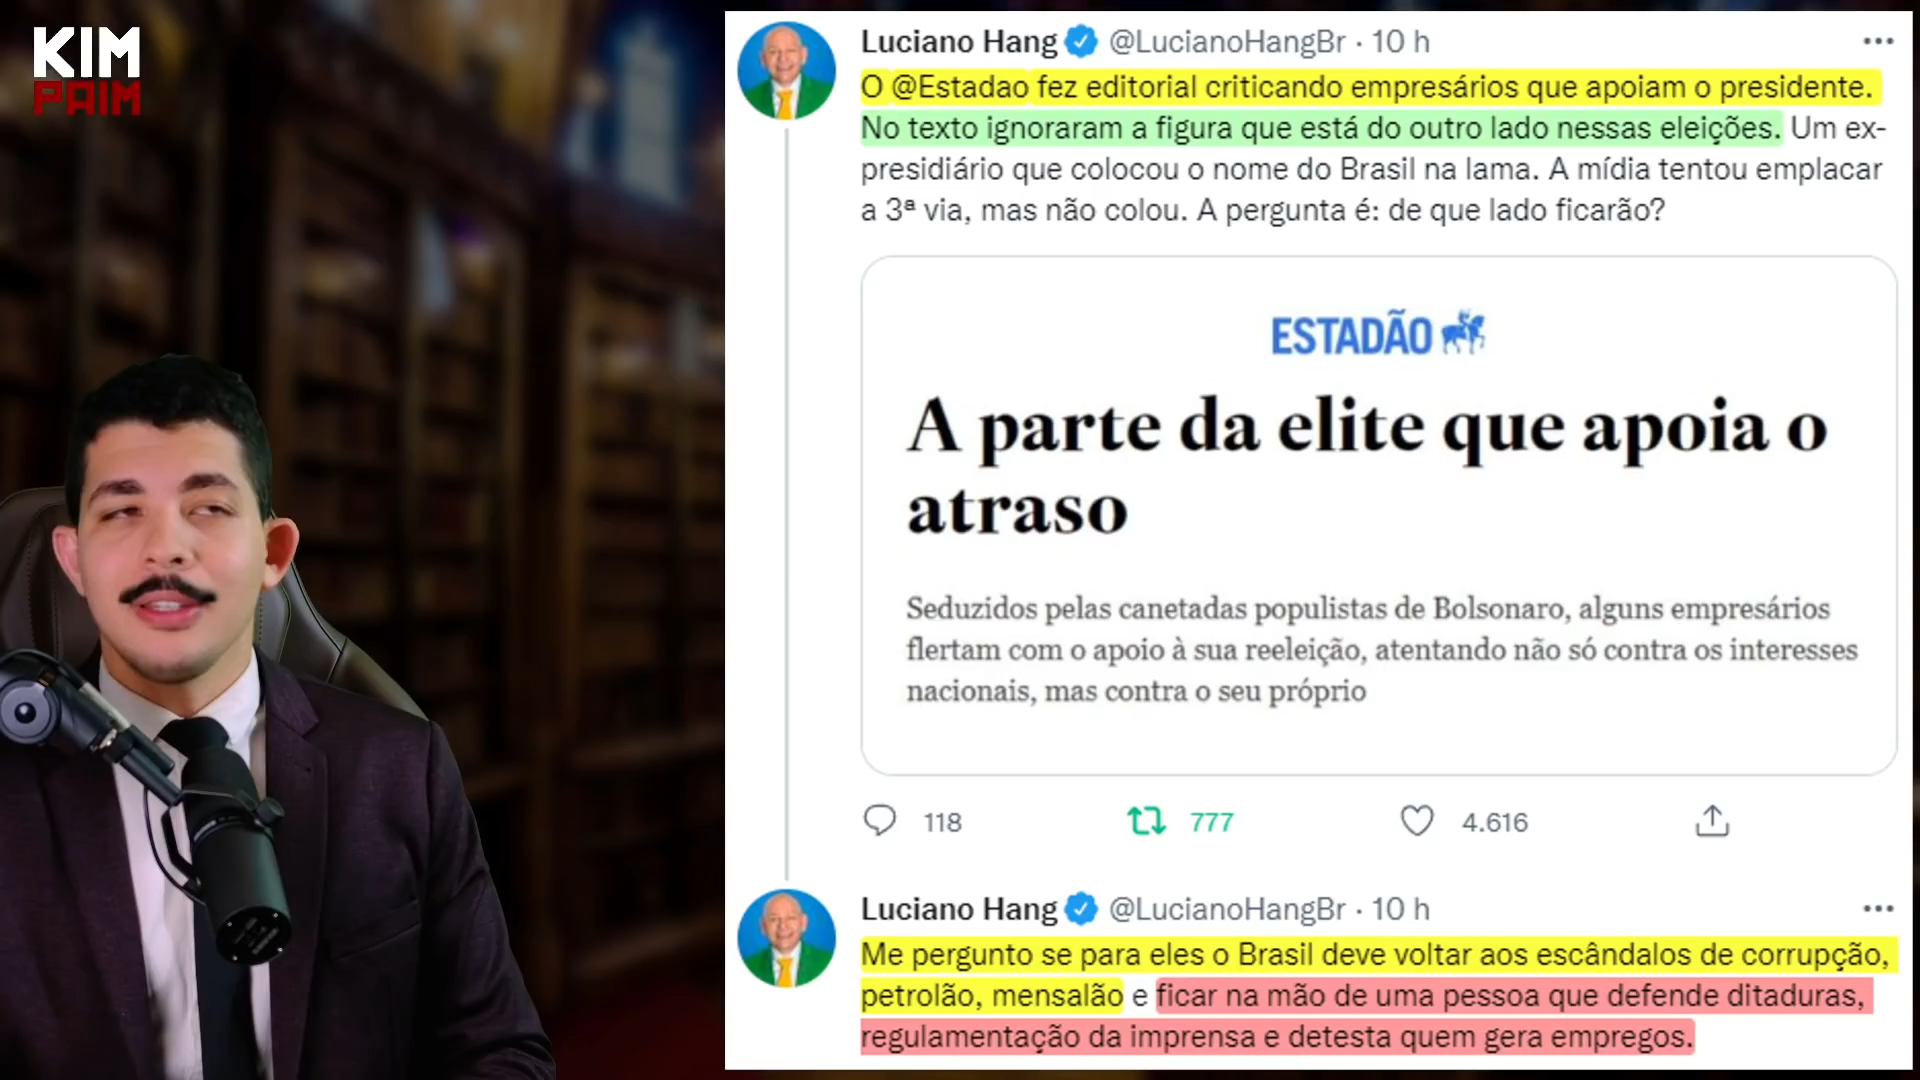 KIM
PAIM
Luciano Hang @LucianoHangBr · 10 h
O @Estadao fez editorial criticando empresários que apoiam o presidente.
No texto ignoraram a figura que está do outro lado nessas eleições. Um ex-
presidiário que colocou o nome do Brasil na lama. A mídia tentou emplacar
a 3ª via, mas não colou. A pergunta é: de que lado ficarão?
ESTADÃO
A parte da elite que apoia o
atraso
Seduzidos pelas canetadas populistas de Bolsonaro, alguns empresários
flertam com o apoio à sua reeleição, atentando não só contra os interesses
nacionais, mas contra o seu próprio
118 777 4.616
Luciano Hang @LucianoHangBr · 10 h
Me pergunto se para eles o Brasil deve voltar aos escândalos de corrupção,
petrolão, mensalão e ficar na mão de uma pessoa que defende ditaduras,
regulamentação da imprensa e detesta quem gera empregos.